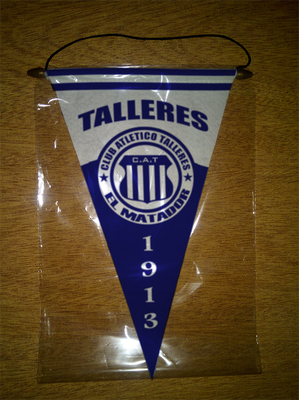 TALLERES
CLUB ATLETICO TALLERES
C.A.T
EL MATADOR
1913